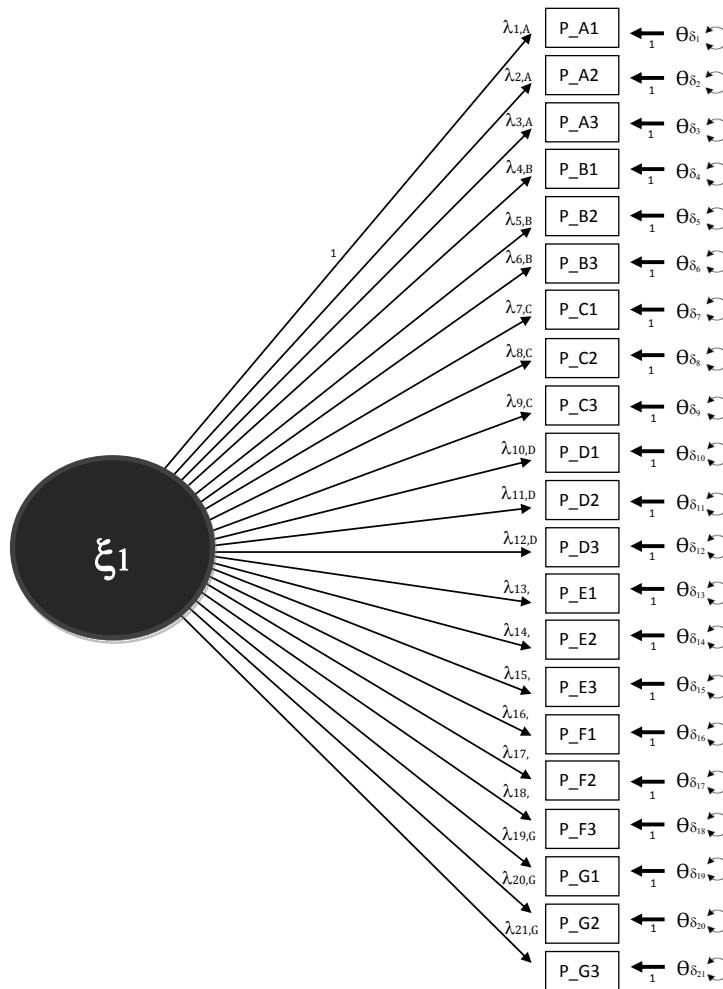 λ1,A P_A1 1 Θδ1
λ2,A P_A2 1 Θδ2
λ3,A P_A3 1 Θδ3
λ4,B P_B1 1 Θδ4
λ5,B P_B2 1 Θδ5
1
λ6,B P_B3 1 Θδ6
λ7,C P_C1 1 Θδ7
λ8,C P_C2 1 Θδ8
λ9,C P_C3 1 Θδ9
λ10,D P_D1 1 Θδ10
λ11,D P_D2 1 Θδ11
λ12,D P_D3 1 Θδ12
ξ1
λ13, P_E1 1 Θδ13
λ14, P_E2 1 Θδ14
λ15, P_E3 1 Θδ15
λ16, P_F1 1 Θδ16
λ17, P_F2 1 Θδ17
λ18, P_F3 1 Θδ18
λ19,G P_G1 1 Θδ19
λ20,G P_G2 1 Θδ20
λ21,G P_G3 1 Θδ21